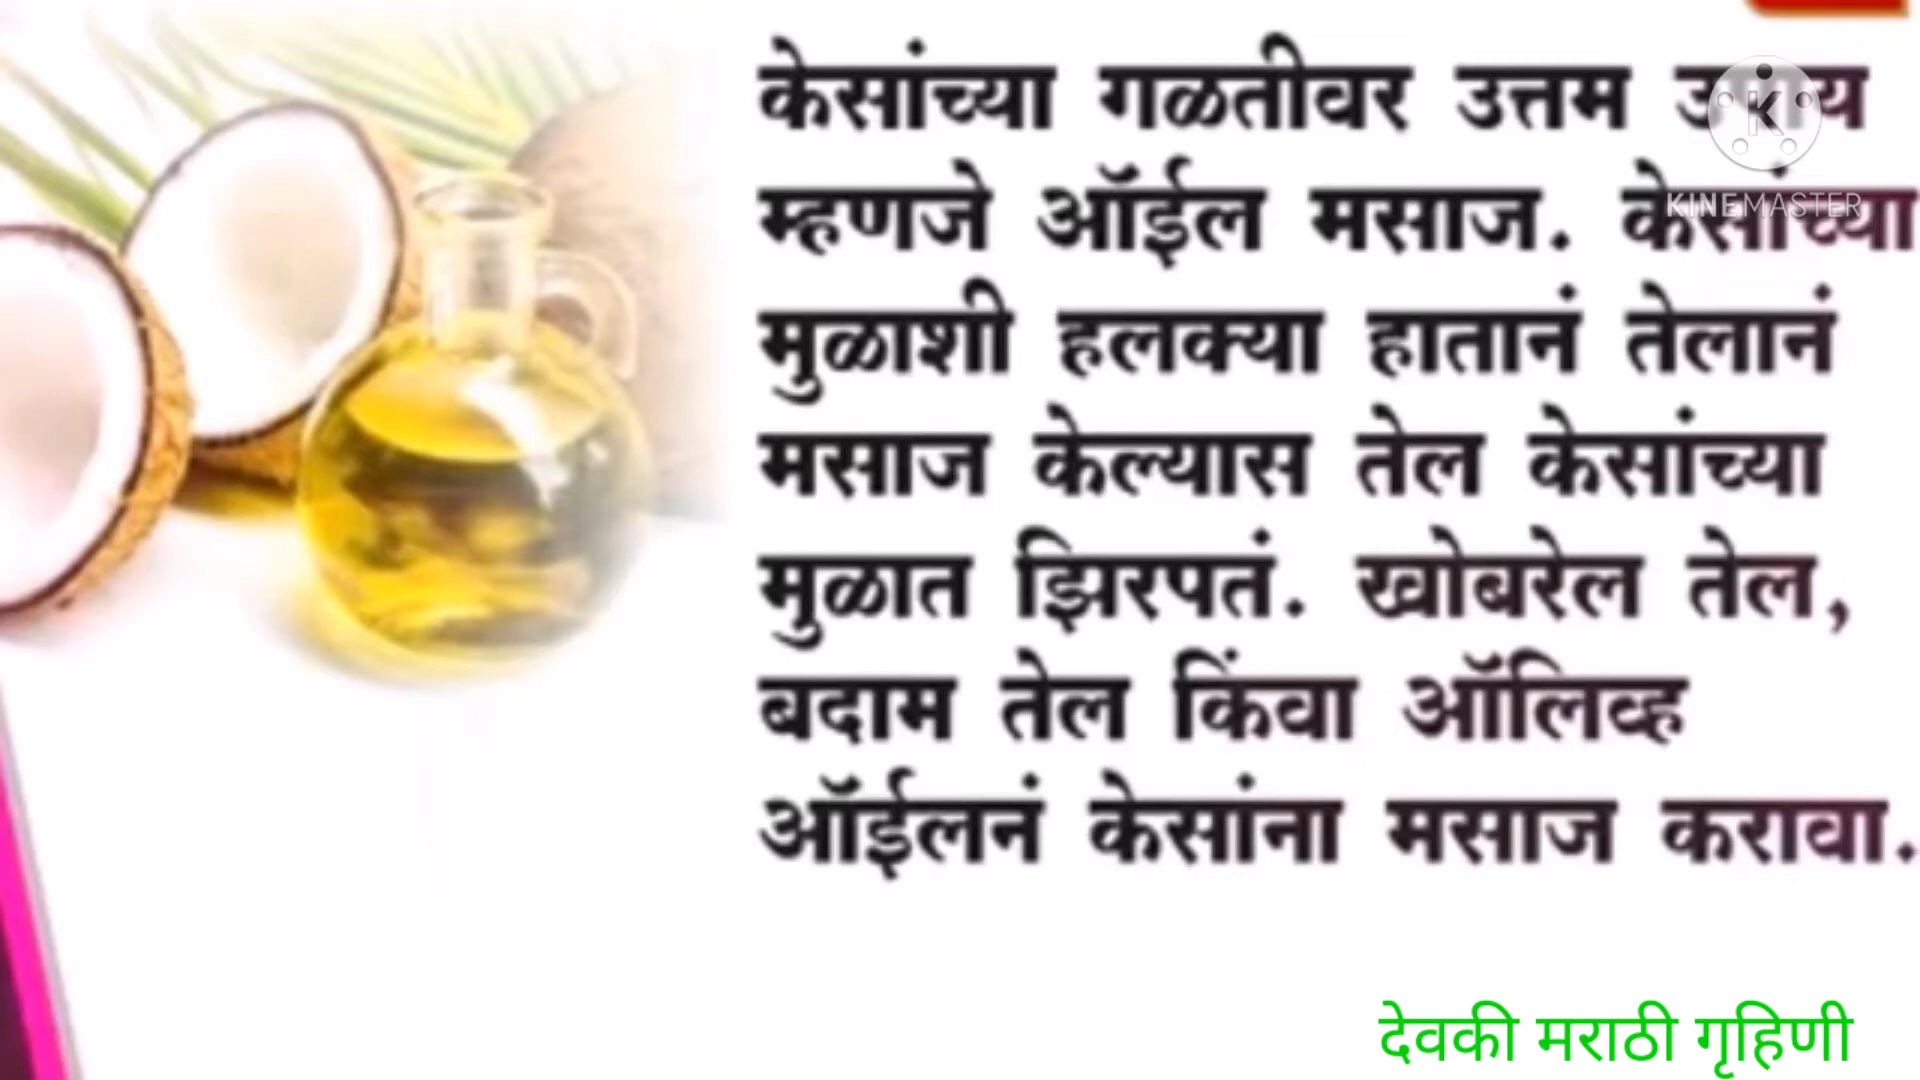 केसांच्या गळतीवर उत्तम उपाय
म्हणजे ऑईल मसाज. केसांच्या
मुळाशी हलक्या हातानं तेलानं
मसाज केल्यास तेल केसांच्या
मुळात झिरपतं. खोबरेल तेल,
बदाम तेल किंवा ऑलिव्ह
ऑईलनं केसांना मसाज करावा.
K
KINEMASTER
देवकी मराठी गृहिणी